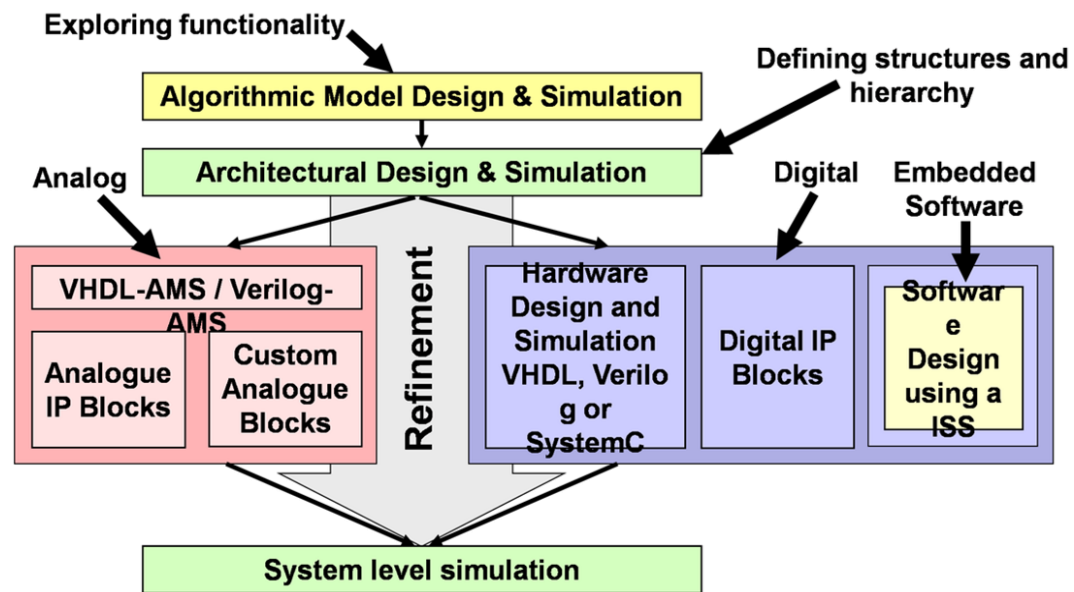 Exploring functionality
Defining structures and
hierarchy
Algorithmic Model Design & Simulation
Architectural Design & Simulation
Analog
Digital
Embedded
Software
VHDL-AMS / Verilog-
AMS
Analogue
IP Blocks
Custom
Analogue
Blocks
Refinement
Hardware
Design and
Simulation
VHDL, Verilo
g or
SystemC
Digital IP
Blocks
Softwar
e
Design
using a
ISS
System level simulation